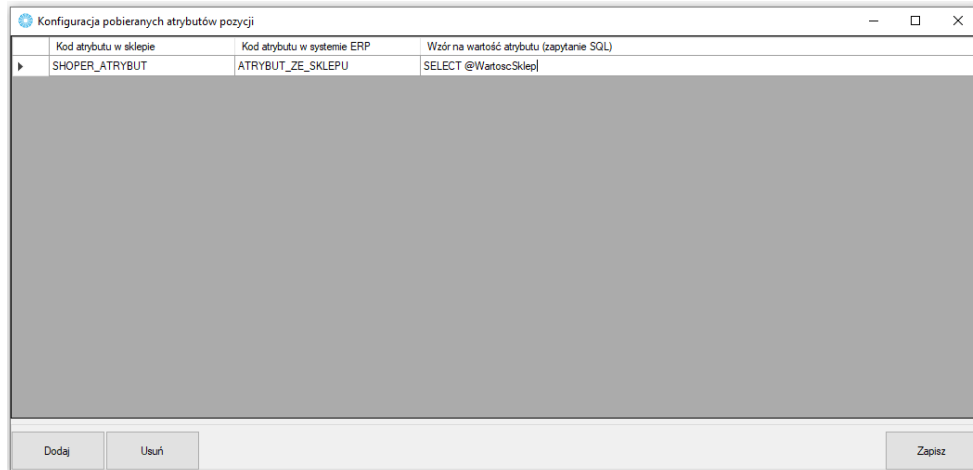 Konfiguracja pobieranych atrybutów pozycji
Kod atrybutu w sklepie Kod atrybutu w systemie ERP Wzór na wartość atrybutu (zapytanie SQL)
SHOPER_ATRYBUT ATRYBUT_ZE_SKLEPU SELECT @WartoscSklep
Dodaj Usuń Zapisz